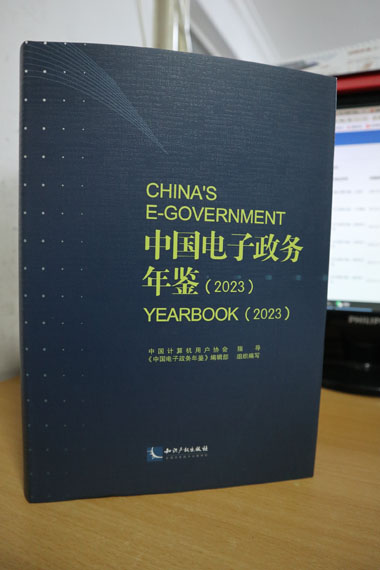 CHINA'S
E-GOVERNMENT
中国电子政务
年鉴（2023）
YEARBOOK（2023）
中国计算机用户协会 指 导
《中国电子政务年鉴》编辑部 组织编写
知识产权出版社
PHILIPS